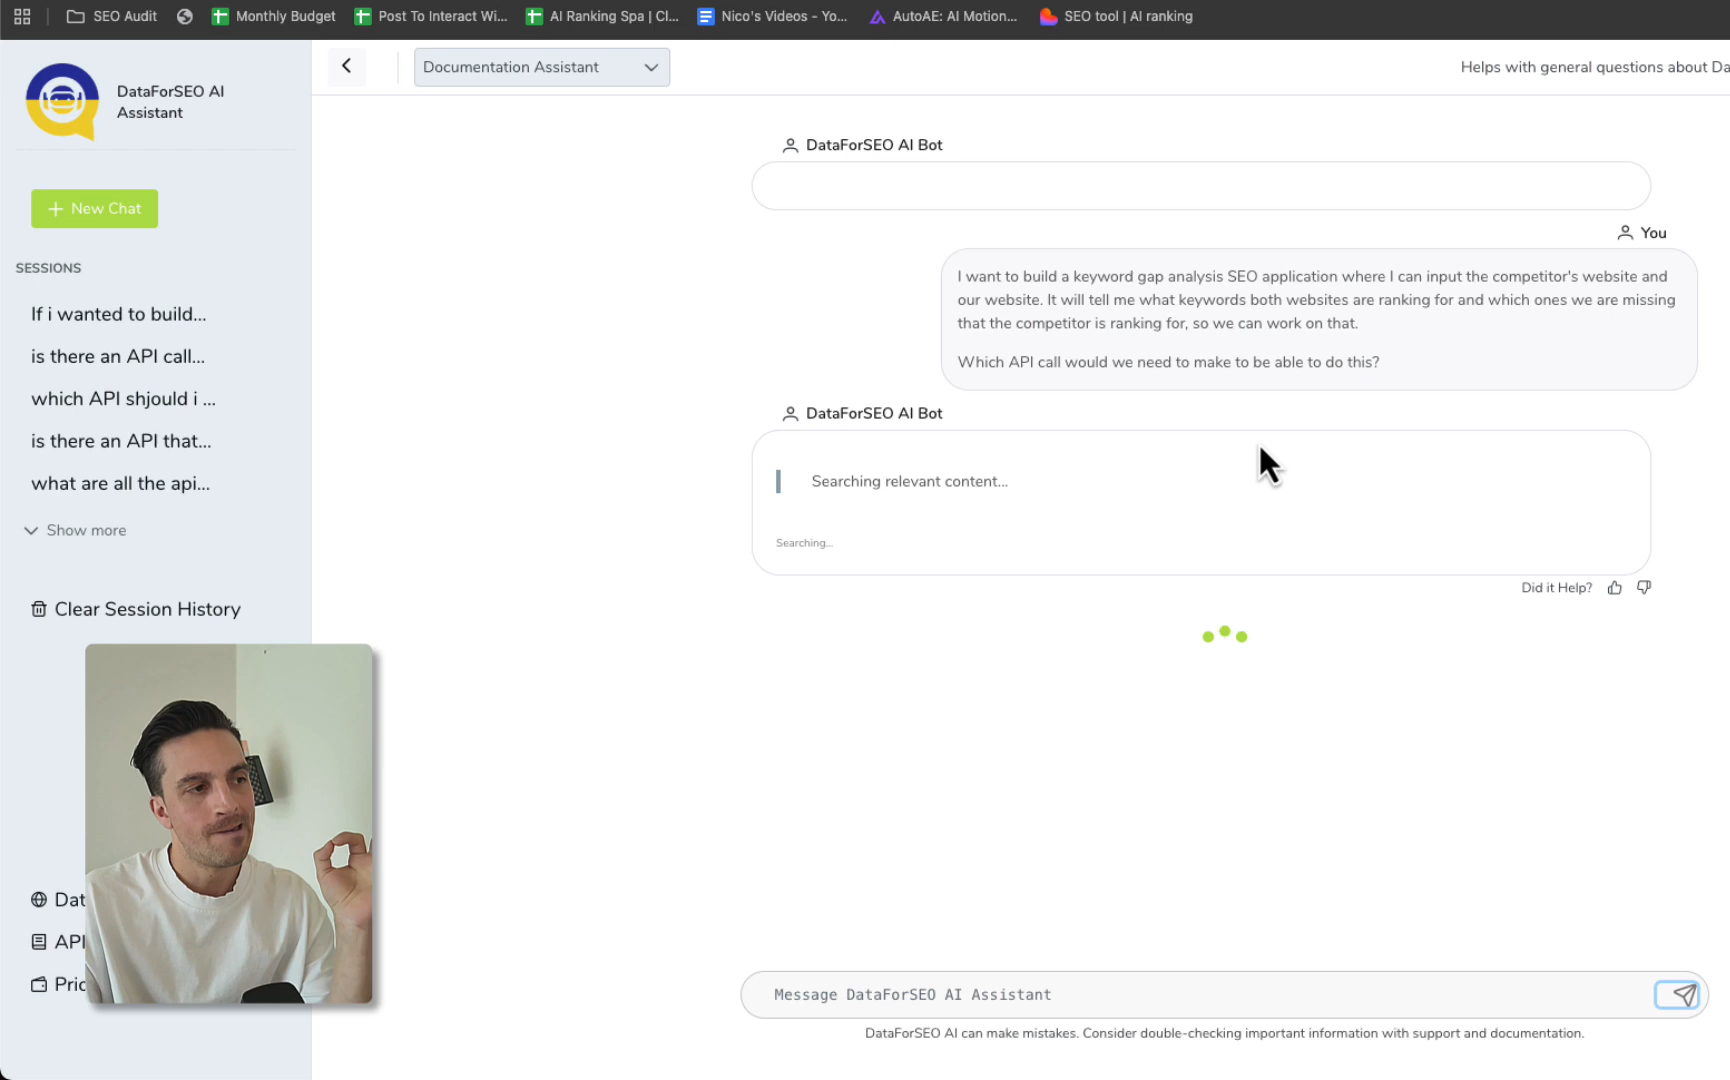 SEO Audit
Monthly Budget
Post To Interact Wi...
AI Ranking Spa | Cl...
Nico's Videos - Yo...
AutoAE: AI Motion...
SEO tool | AI ranking
DataForSEO AI
Assistant
New Chat
SESSIONS
If i wanted to build...
is there an API call...
which API shjould i ...
is there an API that...
what are all the api...
Show more
Clear Session History
Dat
API
Pric
Documentation Assistant
Helps with general questions about Da
DataForSEO AI Bot
You
I want to build a keyword gap analysis SEO application where I can input the competitor's website and
our website. It will tell me what keywords both websites are ranking for and which ones we are missing
that the competitor is ranking for, so we can work on that.
Which API call would we need to make to be able to do this?
DataForSEO AI Bot
Searching relevant content...
Searching...
Did it Help?
Message DataForSEO AI Assistant
DataForSEO AI can make mistakes. Consider double-checking important information with support and documentation.